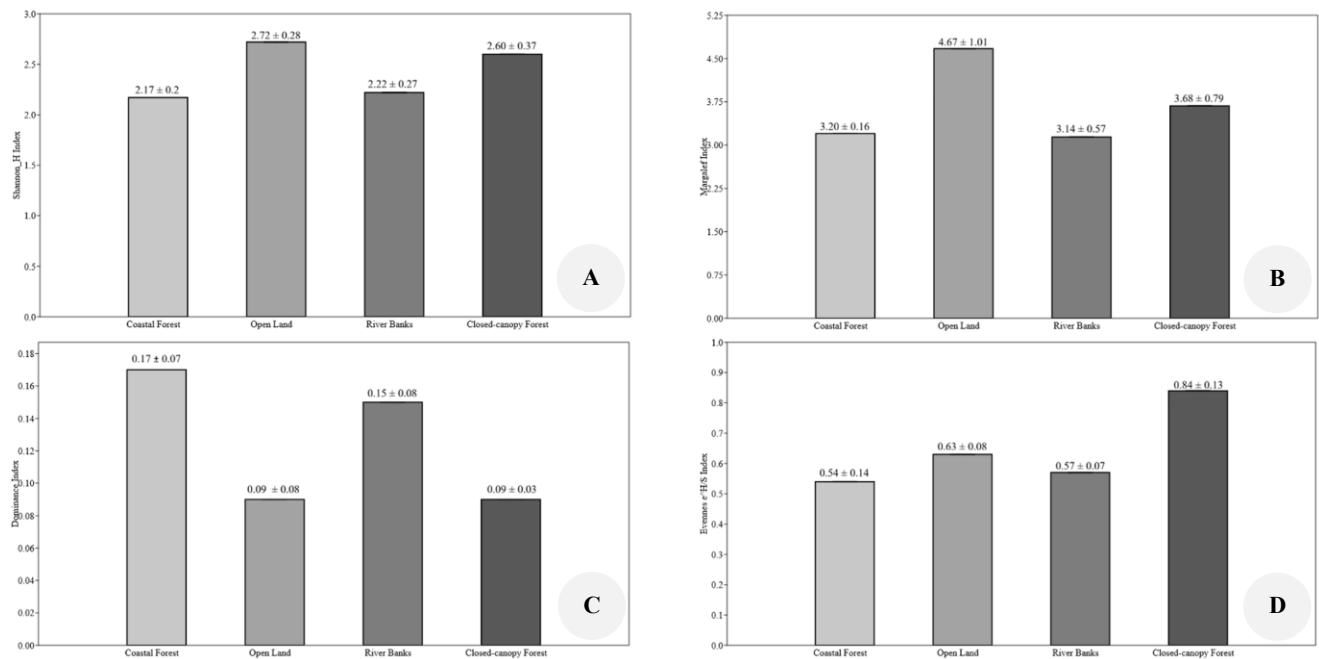 3.0
2.5
2.0
1.5
1.0
0.5
0.0
Shannon_H Index
2.17 ± 0.2
2.72 ± 0.28
2.22 ± 0.27
2.60 ± 0.37
Coastal Forest
Open Land
River Banks
Closed-canopy Forest
A
5.25
4.50
3.75
3.00
2.25
1.50
0.75
0.00
Margalef Index
3.20 ± 0.16
4.67 ± 1.01
3.14 ± 0.57
3.68 ± 0.79
Coastal Forest
Open Land
River Banks
Closed-canopy Forest
B
0.18
0.16
0.14
0.12
0.10
0.08
0.06
0.04
0.02
0.00
Dominance Index
0.17 ± 0.07
0.09 ± 0.08
0.15 ± 0.08
0.09 ± 0.03
Coastal Forest
Open Land
River Banks
Closed-canopy Forest
C
1.0
0.9
0.8
0.7
0.6
0.5
0.4
0.3
0.2
0.1
0.0
Evennes e^H/S Index
0.54 ± 0.14
0.63 ± 0.08
0.57 ± 0.07
0.84 ± 0.13
Coastal Forest
Open Land
River Banks
Closed-canopy Forest
D